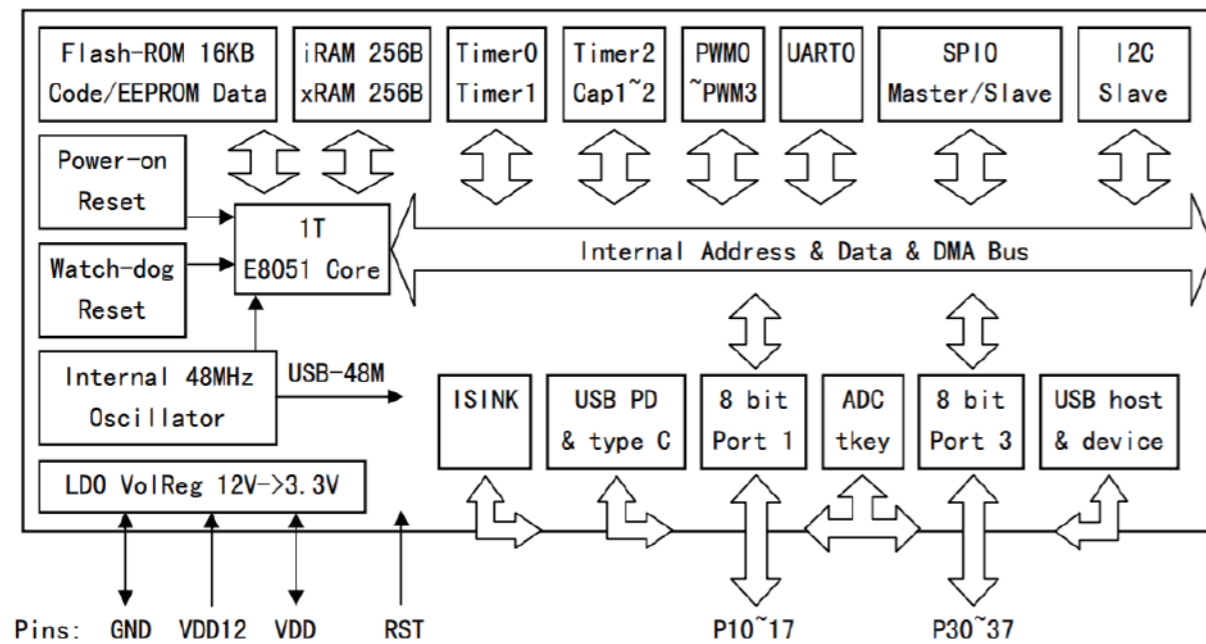 Flash-ROM 16KB
Code/EEPROM Data
iRAM 256B
xRAM 256B
Timer0
Timer1
Timer2
Cap1~2
PWM0
~PWM3
UART0
SPI0
Master/Slave
I2C
Slave
Power-on
Reset
1T
E8051 Core
Internal Address & Data & DMA Bus
Watch-dog
Reset
Internal 48MHz
Oscillator
USB-48M
ISINK
USB PD
& type C
8 bit
Port 1
ADC
tkey
8 bit
Port 3
USB host
& device
LDO VolReg 12V->3.3V
Pins: GND VDD12 VDD RST P10~17 P30~37